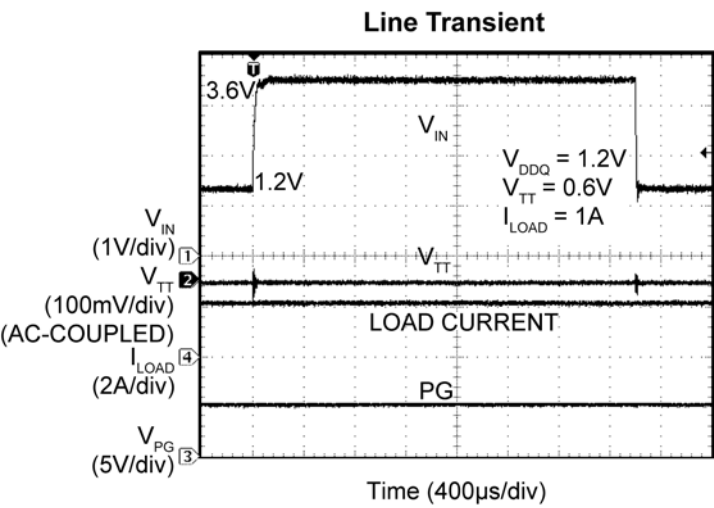 Line Transient
T
3.6V
V_IN
1.2V
V_DDQ = 1.2V
V_TT = 0.6V
I_LOAD = 1A
V_IN
(1V/div) 1
V_TT
V_TT 2
(100mV/div)
(AC-COUPLED)
LOAD CURRENT
I_LOAD 4
(2A/div)
PG
V_PG
(5V/div) 3
Time (400µs/div)